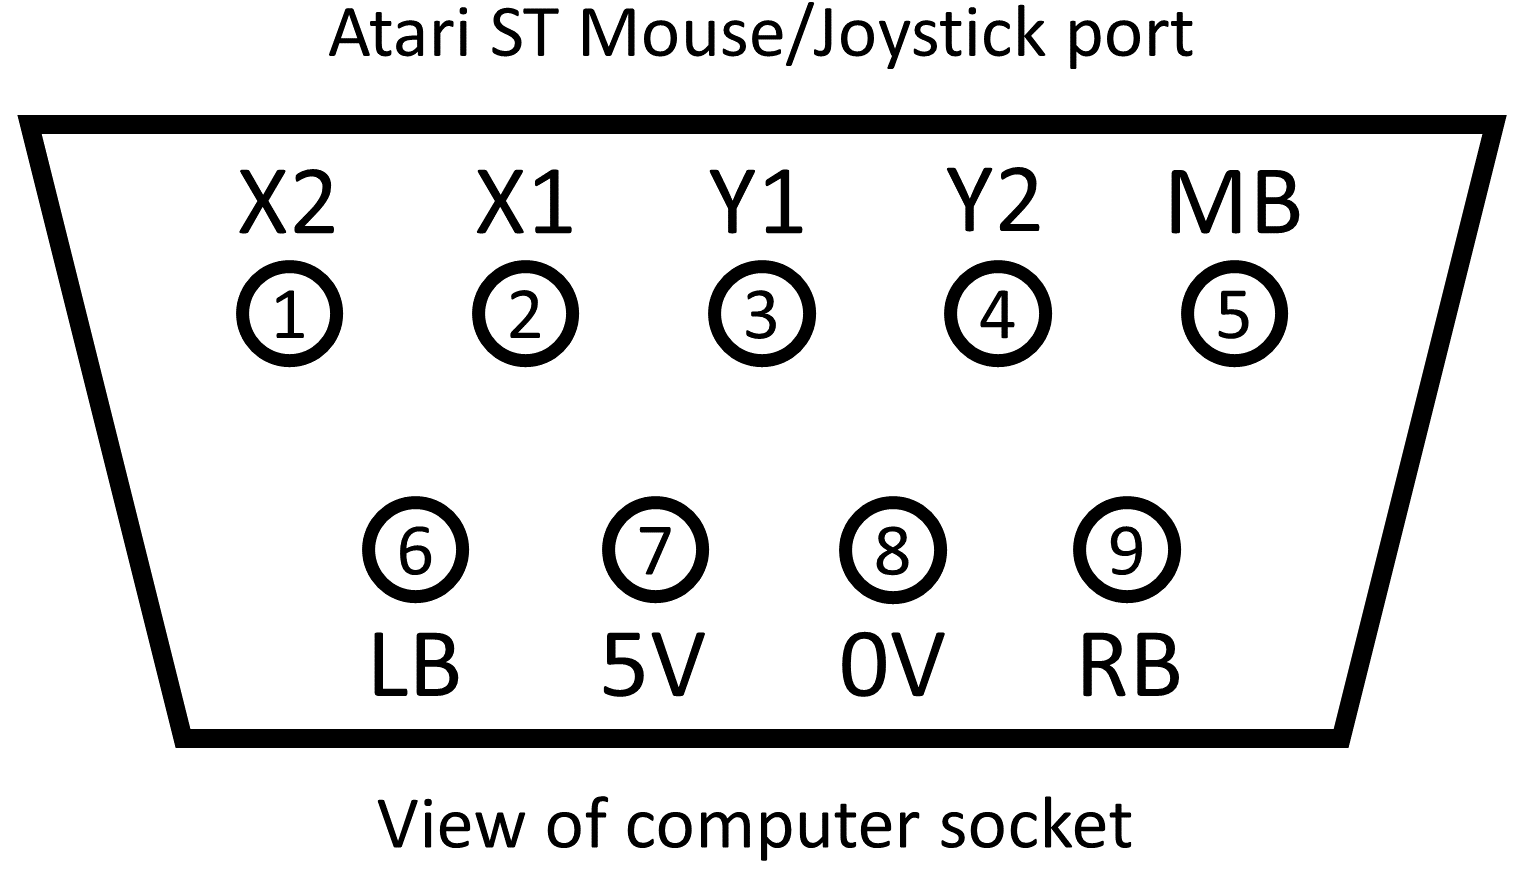 Atari ST Mouse/Joystick port
X2 X1 Y1 Y2 MB
1 2 3 4 5
6 7 8 9
LB 5V 0V RB
View of computer socket